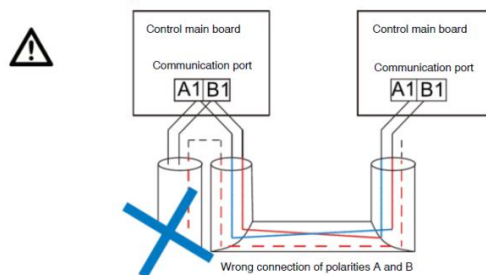 Control main board
Communication port
A1 B1
Control main board
Communication port
A1 B1
Wrong connection of polarities A and B